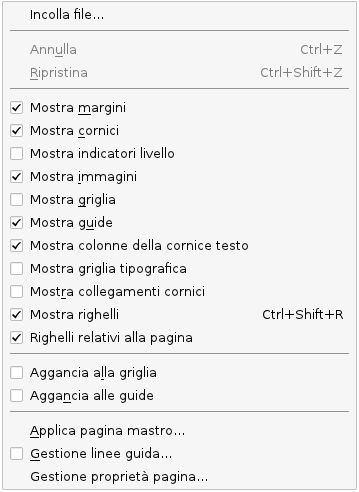 Incolla file...
Annulla Ctrl+Z
Ripristina Ctrl+Shift+Z
Mostra margini
Mostra cornici
Mostra indicatori livello
Mostra immagini
Mostra griglia
Mostra guide
Mostra colonne della cornice testo
Mostra griglia tipografica
Mostra collegamenti cornici
Mostra righelli Ctrl+Shift+R
Righelli relativi alla pagina
Aggancia alla griglia
Aggancia alle guide
Applica pagina mastro...
Gestione linee guida...
Gestione proprietà pagina...